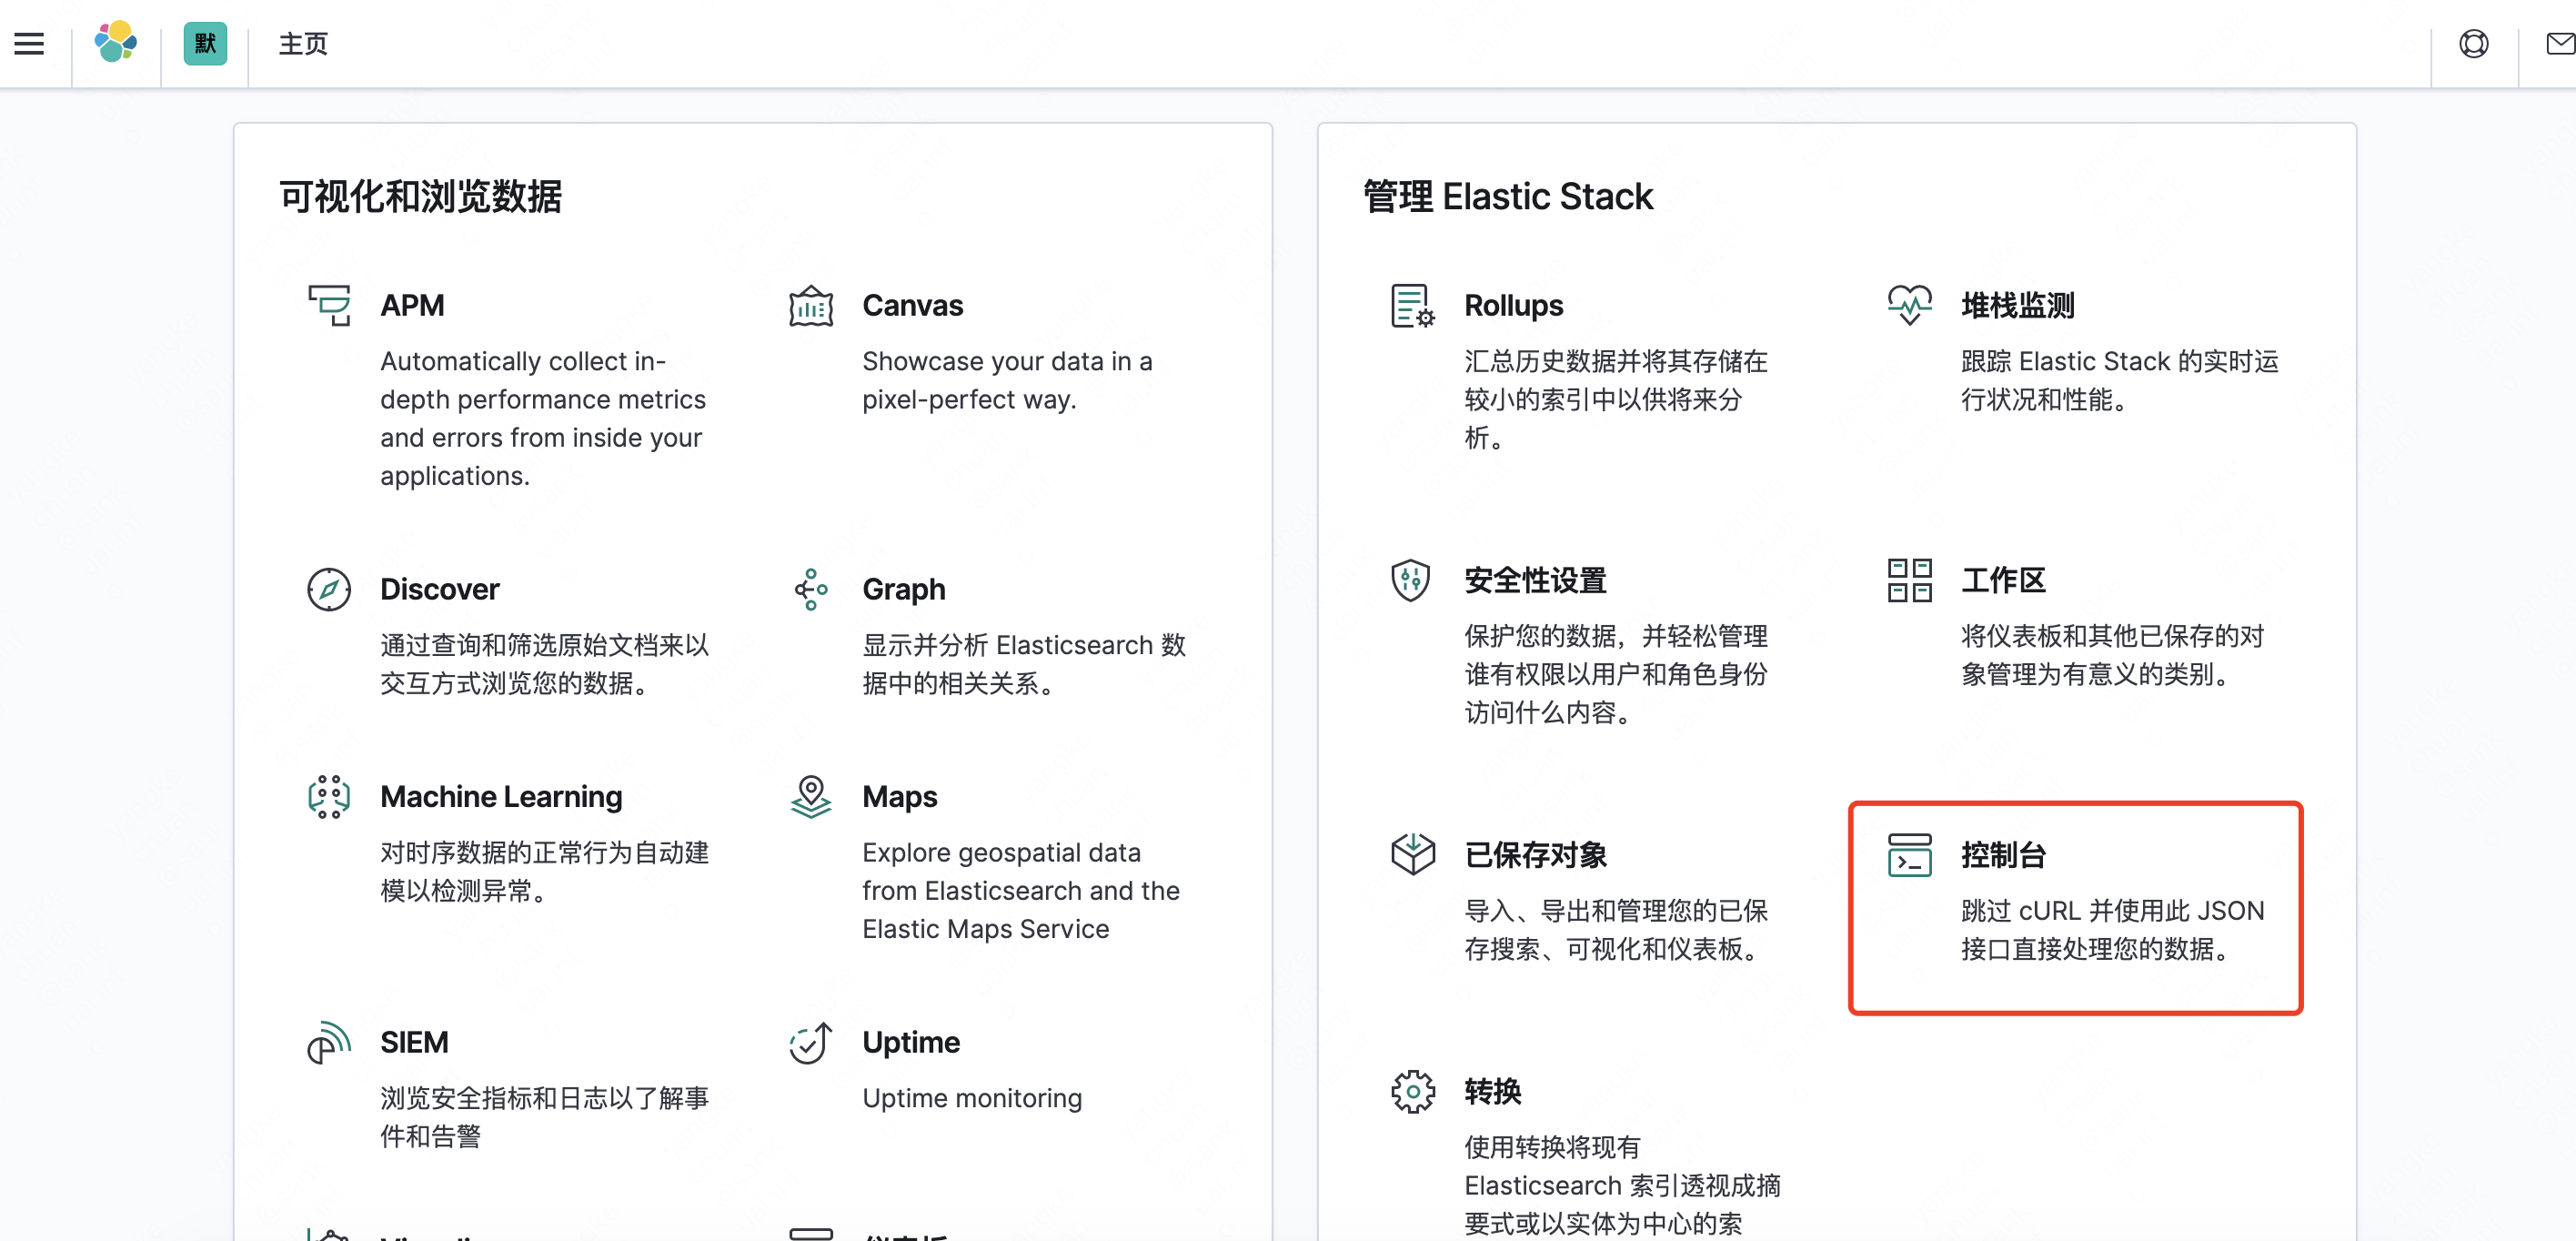 默
主页
可视化和浏览数据
APM
Automatically collect in-
depth performance metrics
and errors from inside your
applications.
Canvas
Showcase your data in a
pixel-perfect way.
Discover
通过查询和筛选原始文档来以
交互方式浏览您的数据。
Graph
显示并分析 Elasticsearch 数
据中的相关关系。
Machine Learning
对时序数据的正常行为自动建
模以检测异常。
Maps
Explore geospatial data
from Elasticsearch and the
Elastic Maps Service
SIEM
浏览安全指标和日志以了解事
件和告警
Uptime
Uptime monitoring
管理 Elastic Stack
Rollups
汇总历史数据并将其存储在
较小的索引中以供将来分
析。
堆栈监测
跟踪 Elastic Stack 的实时运
行状况和性能。
安全性设置
保护您的数据，并轻松管理
谁有权限以用户和角色身份
访问什么内容。
工作区
将仪表板和其他已保存的对
象管理为有意义的类别。
已保存对象
导入、导出和管理您的已保
存搜索、可视化和仪表板。
控制台
跳过 cURL 并使用此 JSON
接口直接处理您的数据。
转换
使用转换将现有
Elasticsearch 索引透视成摘
要式或以实体为中心的索